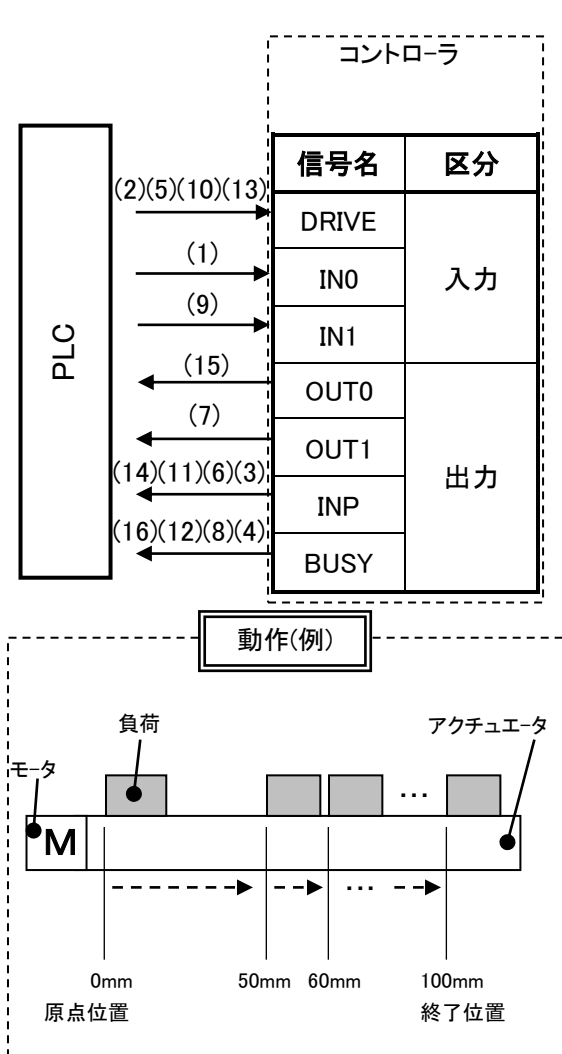 コントローラ
PLC
信号名 区分
(2)(5)(10)(13) DRIVE 入力
(1) IN0
(9) IN1
(15) OUT0 出力
(7) OUT1
(14)(11)(6)(3) INP
(16)(12)(8)(4) BUSY
動作(例)
負荷 アクチュエータ
モータ
M
…
…
0mm 50mm 60mm 100mm
原点位置 終了位置